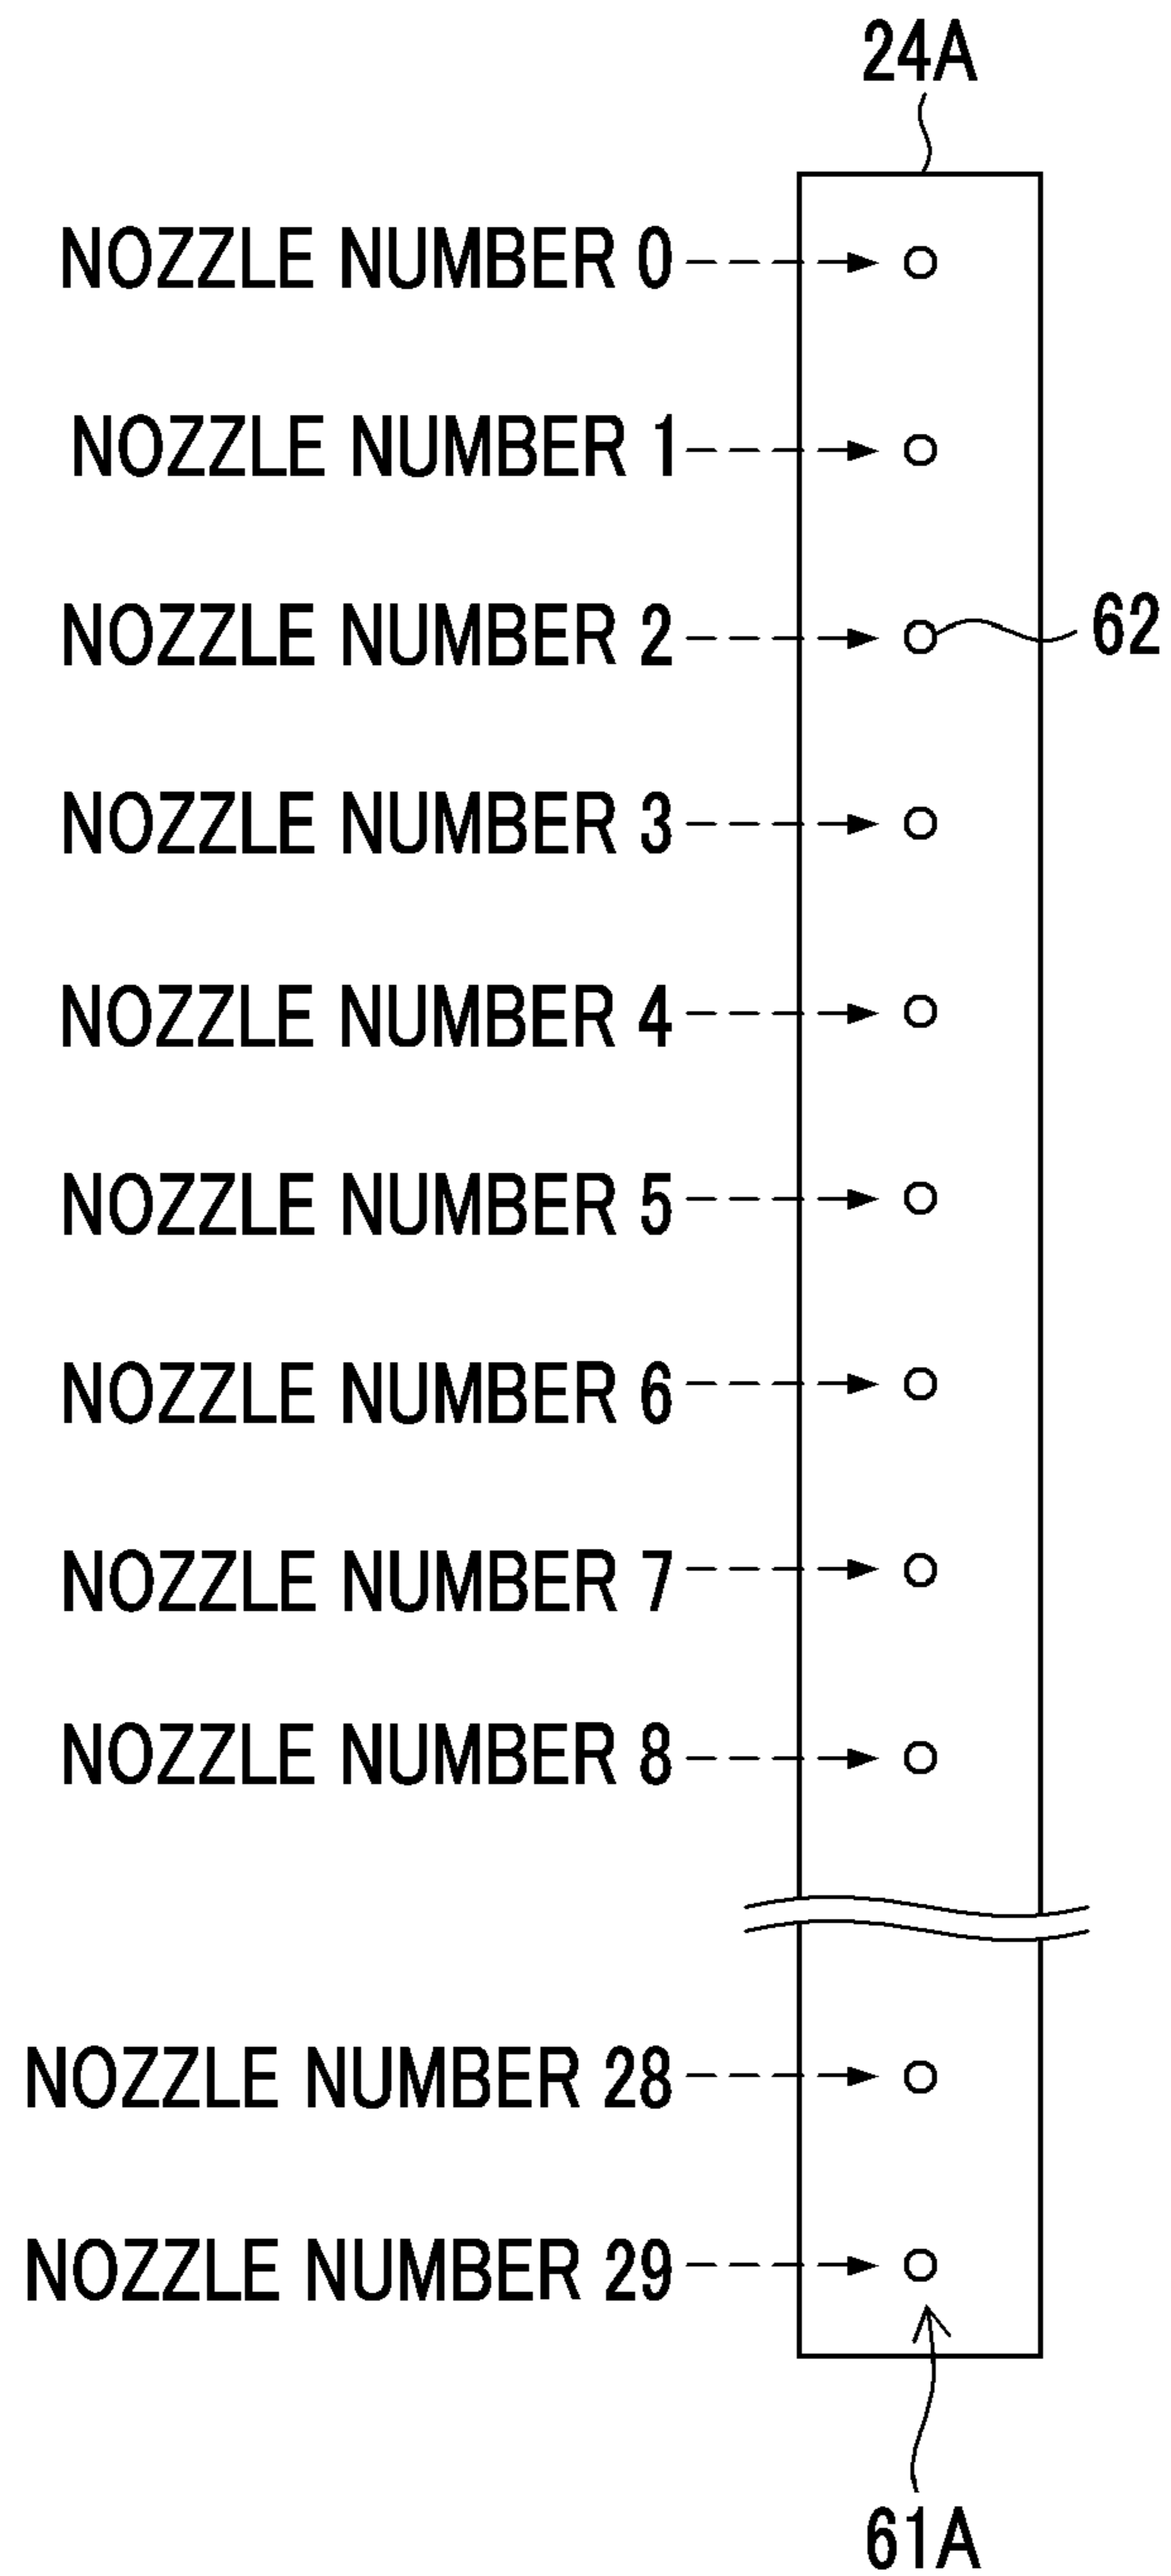 24A
NOZZLE NUMBER 0
NOZZLE NUMBER 1
NOZZLE NUMBER 2
62
NOZZLE NUMBER 3
NOZZLE NUMBER 4
NOZZLE NUMBER 5
NOZZLE NUMBER 6
NOZZLE NUMBER 7
NOZZLE NUMBER 8
NOZZLE NUMBER 28
NOZZLE NUMBER 29
61A